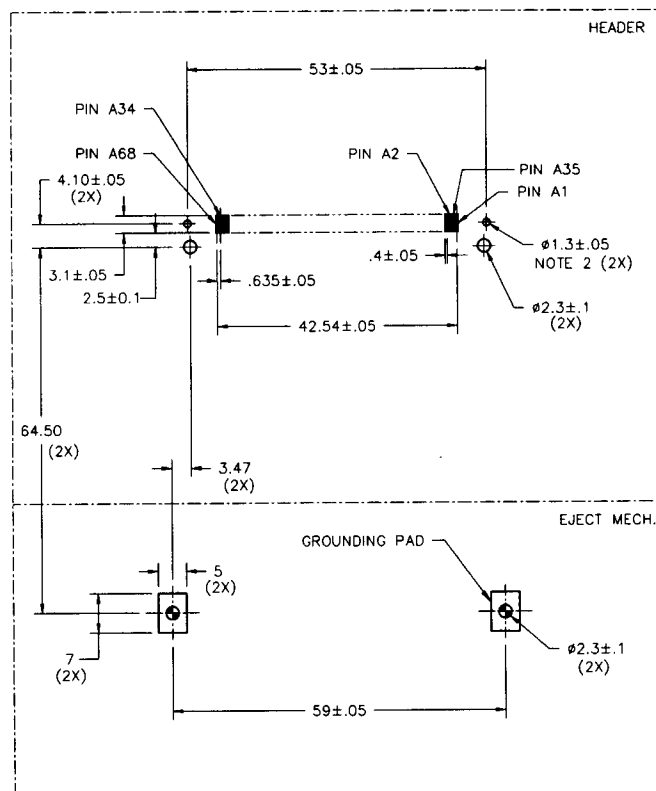 HEADER
53±.05
PIN A34
PIN A68
PIN A2
PIN A35
PIN A1
4.10±.05
(2X)
3.1±.05
2.5±0.1
.635±.05
.4±.05
ø1.3±.05
NOTE 2 (2X)
ø2.3±.1
(2X)
42.54±.05
64.50
(2X)
3.47
(2X)
EJECT MECH.
GROUNDING PAD
5
(2X)
7
(2X)
ø2.3±.1
(2X)
59±.05